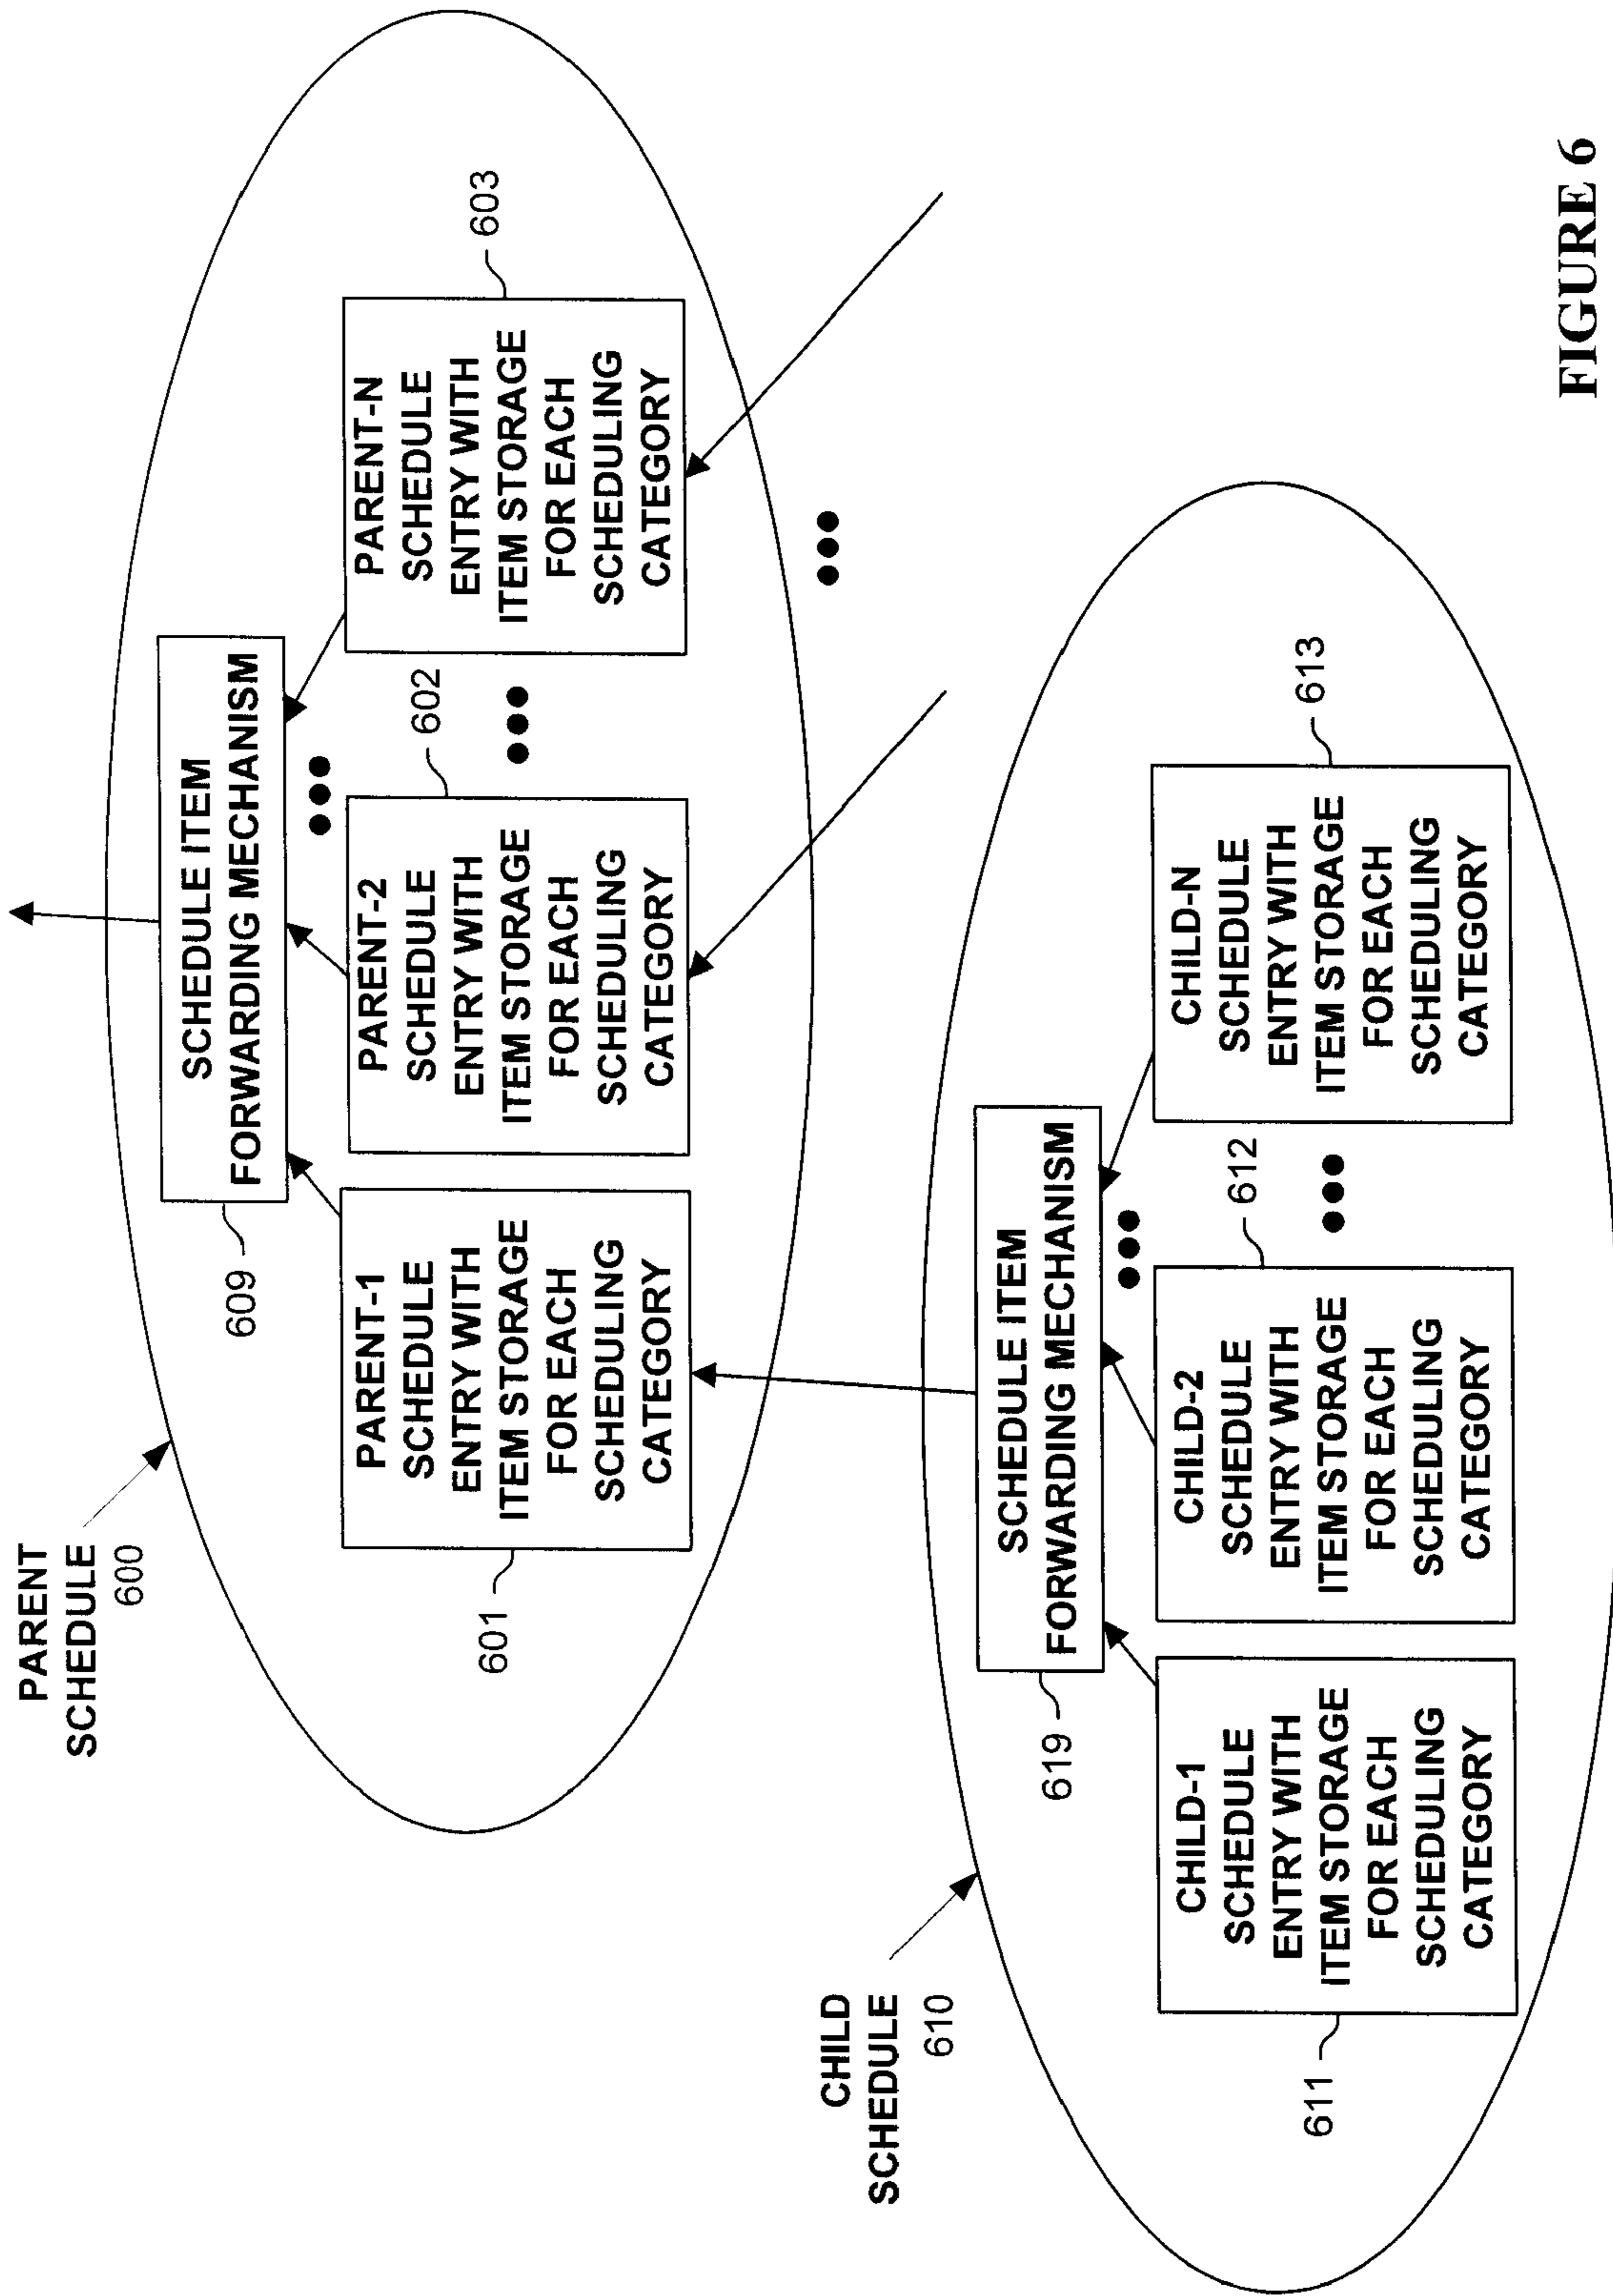 PARENT
SCHEDULE
600
SCHEDULE ITEM
FORWARDING MECHANISM
609
PARENT-1
SCHEDULE
ENTRY WITH
ITEM STORAGE
FOR EACH
SCHEDULING
CATEGORY
601
PARENT-2
SCHEDULE
ENTRY WITH
ITEM STORAGE
FOR EACH
SCHEDULING
CATEGORY
602
PARENT-N
SCHEDULE
ENTRY WITH
ITEM STORAGE
FOR EACH
SCHEDULING
CATEGORY
603
CHILD
SCHEDULE
610
SCHEDULE ITEM
FORWARDING MECHANISM
619
CHILD-1
SCHEDULE
ENTRY WITH
ITEM STORAGE
FOR EACH
SCHEDULING
CATEGORY
611
CHILD-2
SCHEDULE
ENTRY WITH
ITEM STORAGE
FOR EACH
SCHEDULING
CATEGORY
612
CHILD-N
SCHEDULE
ENTRY WITH
ITEM STORAGE
FOR EACH
SCHEDULING
CATEGORY
613
FIGURE 6